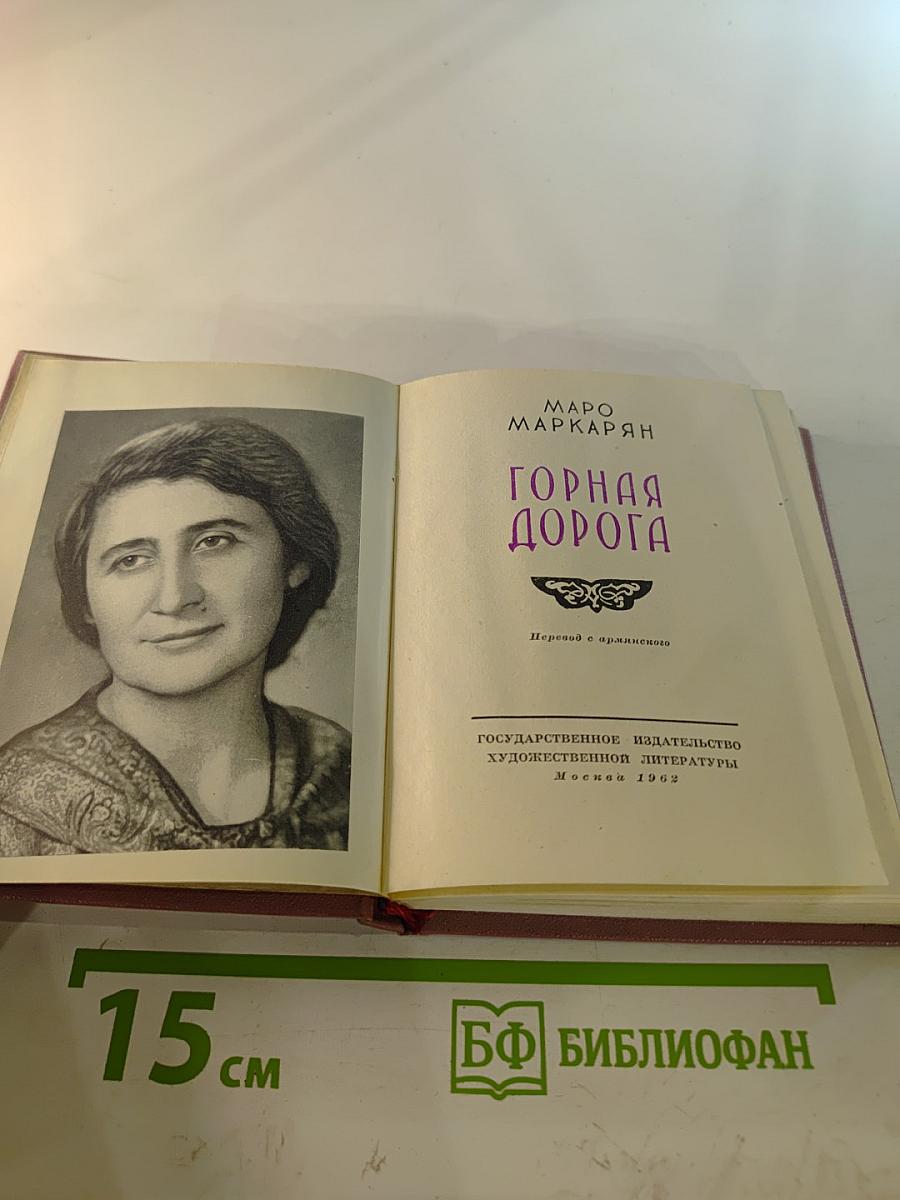 МАРО
МАРКАРЯН
ГОРНАЯ
ДОРОГА
Перевод с армянского
ГОСУДАРСТВЕННОЕ ИЗДАТЕЛЬСТВО
ХУДОЖЕСТВЕННОЙ ЛИТЕРАТУРЫ
Москва 1962
15 см
БФ БИБЛИОФАН